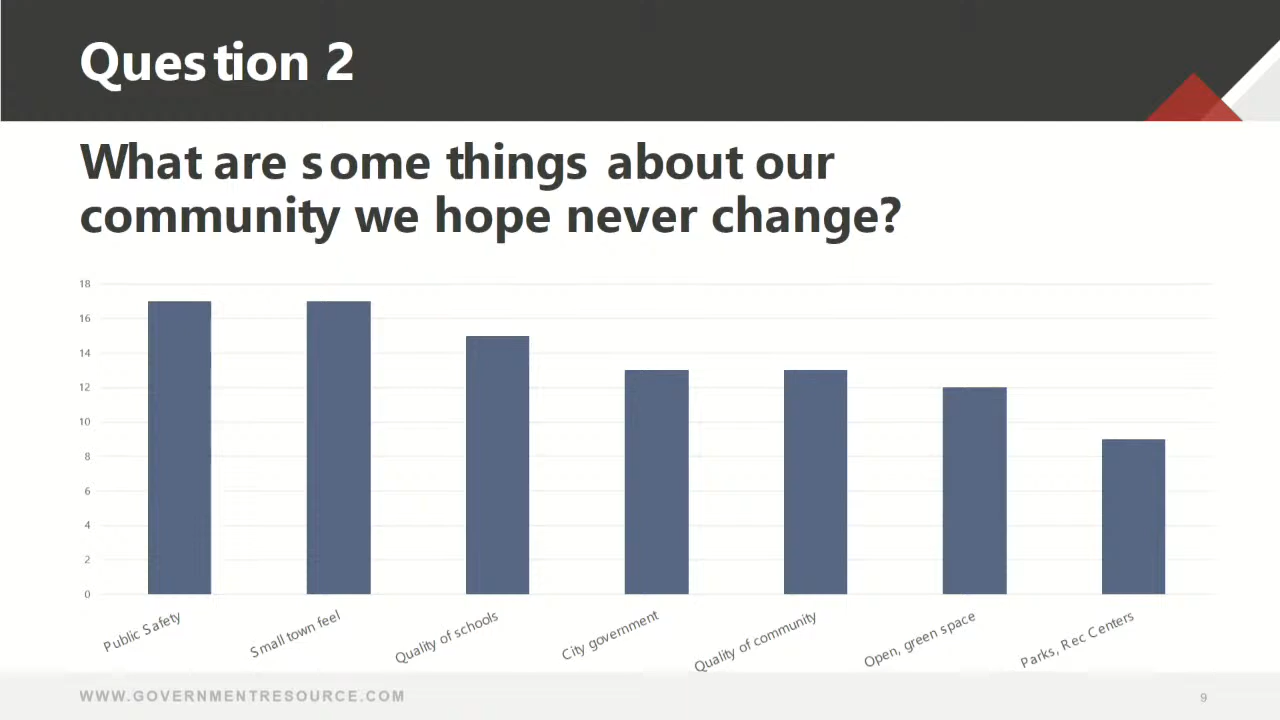 Question 2
What are some things about our
community we hope never change?
18
16
14
12
10
8
6
4
2
0
Public Safety
Small town feel
Quality of schools
City government
Quality of community
Open, green space
Parks, Rec Centers
WWW.GOVERNMENTRESOURCE.COM
9